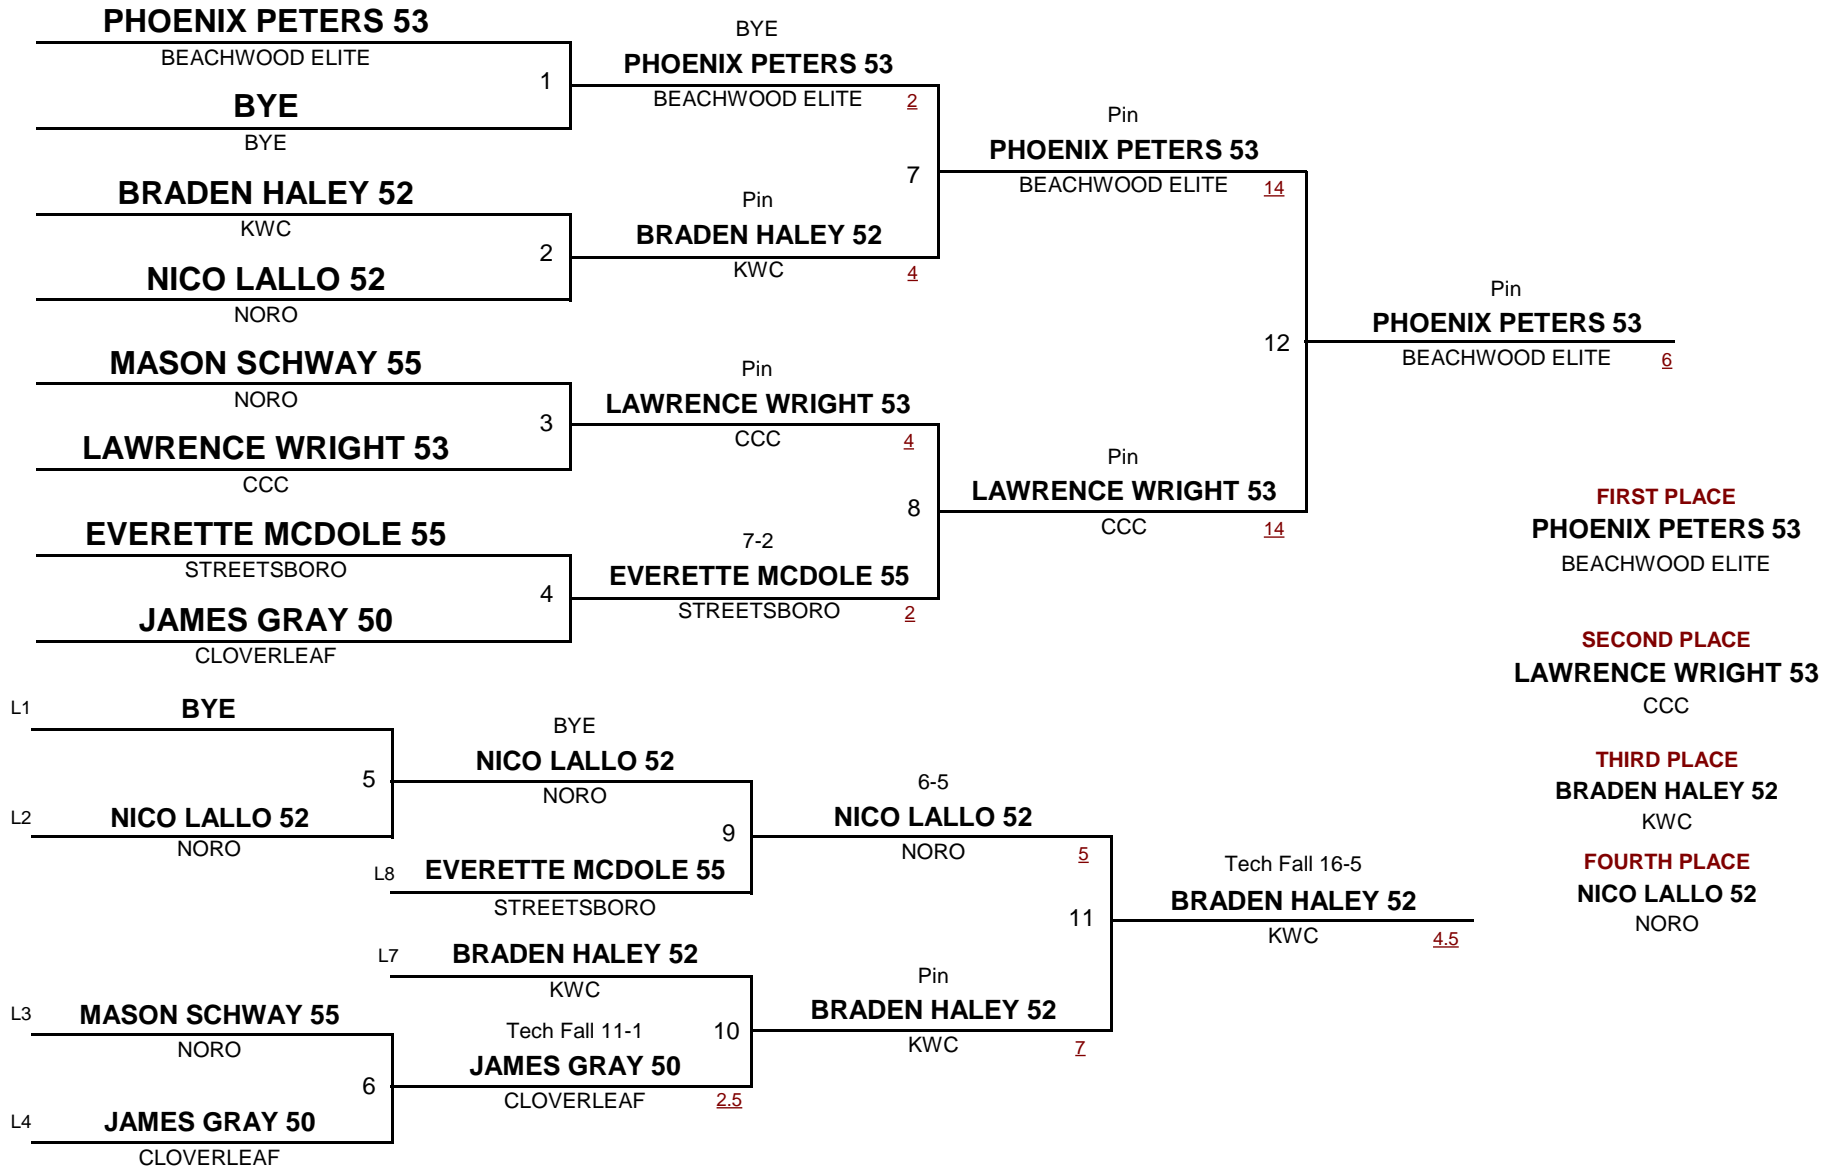 PHOENIX PETERS 53
BEACHWOOD ELITE
1
BYE
BYE
BRADEN HALEY 52
KWC
2
NICO LALLO 52
NORO
MASON SCHWAY 55
NORO
3
LAWRENCE WRIGHT 53
CCC
EVERETTE MCDOLE 55
STREETSBORO
4
JAMES GRAY 50
CLOVERLEAF
BYE
PHOENIX PETERS 53
BEACHWOOD ELITE 2
7
Pin
BRADEN HALEY 52
KWC 4
Pin
LAWRENCE WRIGHT 53
CCC 4
8
7-2
EVERETTE MCDOLE 55
STREETSBORO 2
Pin
PHOENIX PETERS 53
BEACHWOOD ELITE 14
12
Pin
LAWRENCE WRIGHT 53
CCC 14
Pin
PHOENIX PETERS 53
BEACHWOOD ELITE 6
FIRST PLACE
PHOENIX PETERS 53
BEACHWOOD ELITE
SECOND PLACE
LAWRENCE WRIGHT 53
CCC
THIRD PLACE
BRADEN HALEY 52
KWC
FOURTH PLACE
NICO LALLO 52
NORO
L1 BYE
5
L2 NICO LALLO 52
NORO
L3 MASON SCHWAY 55
NORO
6
L4 JAMES GRAY 50
CLOVERLEAF
BYE
NICO LALLO 52
NORO
9
L8 EVERETTE MCDOLE 55
STREETSBORO
L7 BRADEN HALEY 52
KWC
Tech Fall 11-1 10
JAMES GRAY 50
CLOVERLEAF 2.5
6-5
NICO LALLO 52
NORO 5
11
Pin
BRADEN HALEY 52
KWC 7
Tech Fall 16-5
BRADEN HALEY 52
KWC 4.5